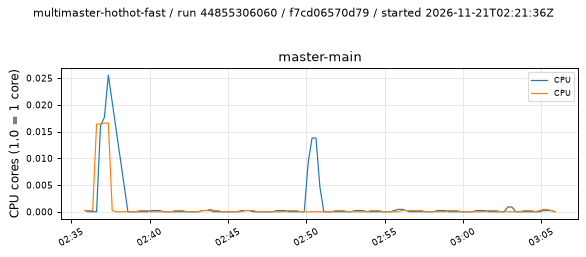 multimaster-hothot-fast / run 44855306060 / f7cd06570d79 / started 2026-11-21T02:21:36Z
master-main
CPU cores (1.0 = 1 core)
0.025
0.020
0.015
0.010
0.005
0.000
CPU
CPU
02:35
02:40
02:45
02:50
02:55
03:00
03:05